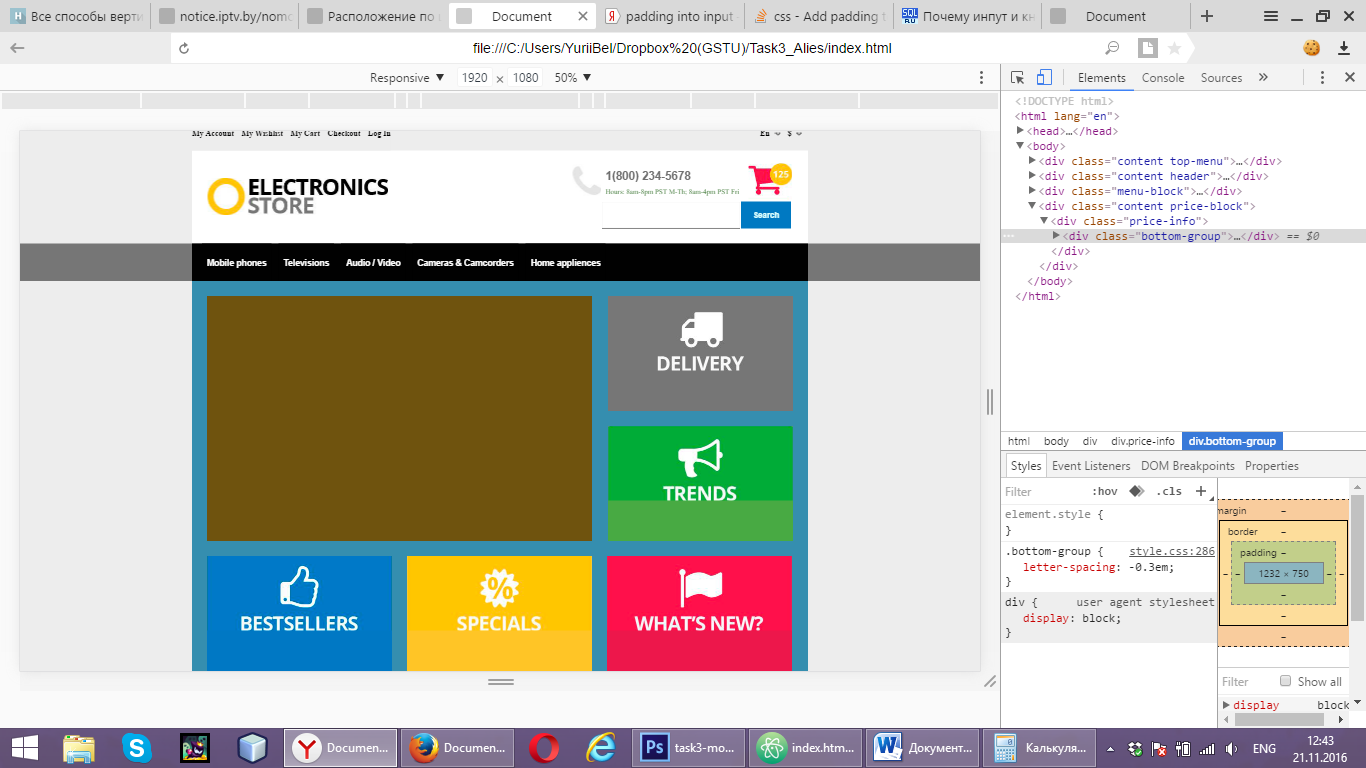 Все способы верти
notice.iptv.by/nomo
Расположение по ц
Document
padding into input
css - Add padding t
Почему инпут и кн
Document
file:///C:/Users/YuriiBel/Dropbox%20(GSTU)/Task3_Alies/index.html
Responsive ▼ 1920 × 1080 50% ▼
Elements Console Sources »
My Account My Wishlist My Cart Checkout Log In
En $
1(800) 234-5678
125
Hours: 8am-8pm PST M-Th; 8am-4pm PST Fri
ELECTRONICS
STORE
Search
Mobile phones Televisions Audio / Video Cameras & Camcorders Home appliances
DELIVERY
TRENDS
BESTSELLERS
SPECIALS
WHAT'S NEW?
<!DOCTYPE html>
<html lang="en">
<head>…</head>
<body>
<div class="content top-menu">…</div>
<div class="content header">…</div>
<div class="menu-block">…</div>
<div class="content price-block">
<div class="price-info">
<div class="bottom-group">…</div> == $0
</div>
</div>
</body>
</html>
html body div div.price-info div.bottom-group
Styles Event Listeners DOM Breakpoints Properties
Filter :hov .cls +
element.style {
}
.bottom-group { style.css:286
letter-spacing: -0.3em;
}
div { user agent stylesheet
display: block;
}
margin –
border –
padding –
1232 × 750
Filter Show all
display block
Documen...
Documen...
task3-mo...
index.htm...
Документ...
Калькуля...
ENG
12:43
21.11.2016